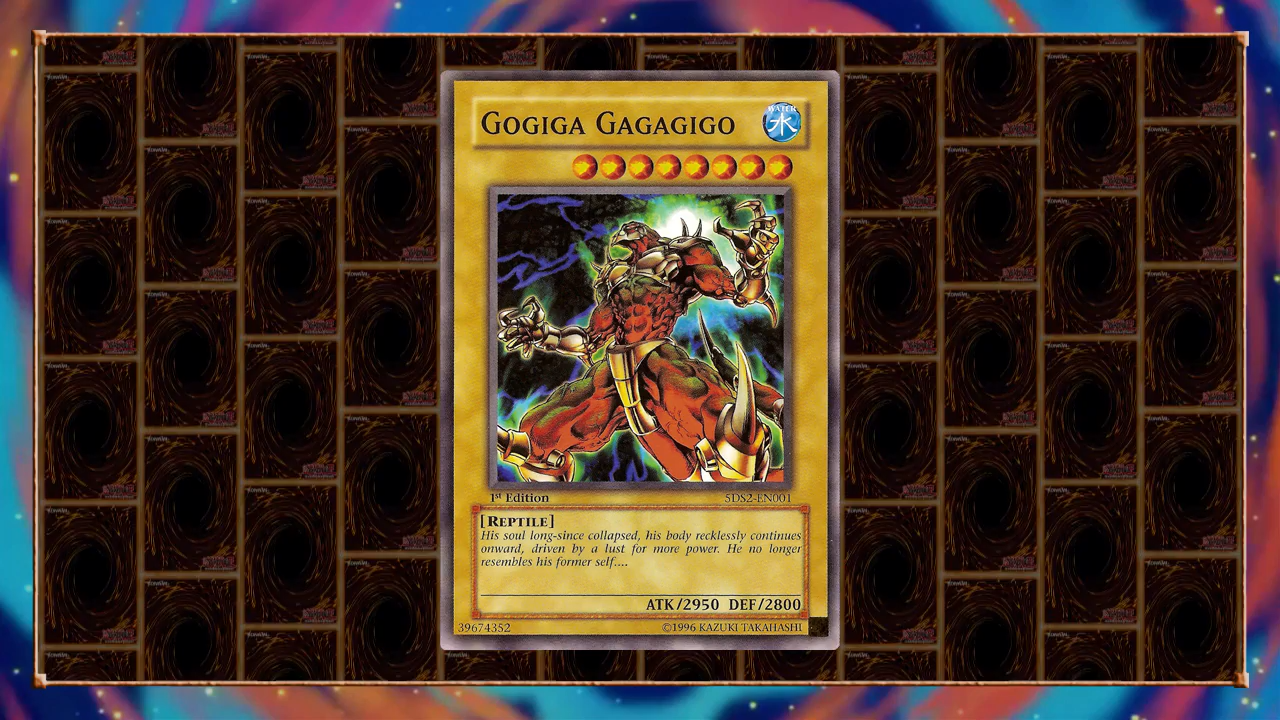 Gogiga Gagagigo
WATER
水
1st Edition
5DS2-EN001
[Reptile]
His soul long-since collapsed, his body recklessly continues
onward, driven by a lust for more power. He no longer
resembles his former self....
ATK/2950 DEF/2800
39674352
©1996 KAZUKI TAKAHASHI